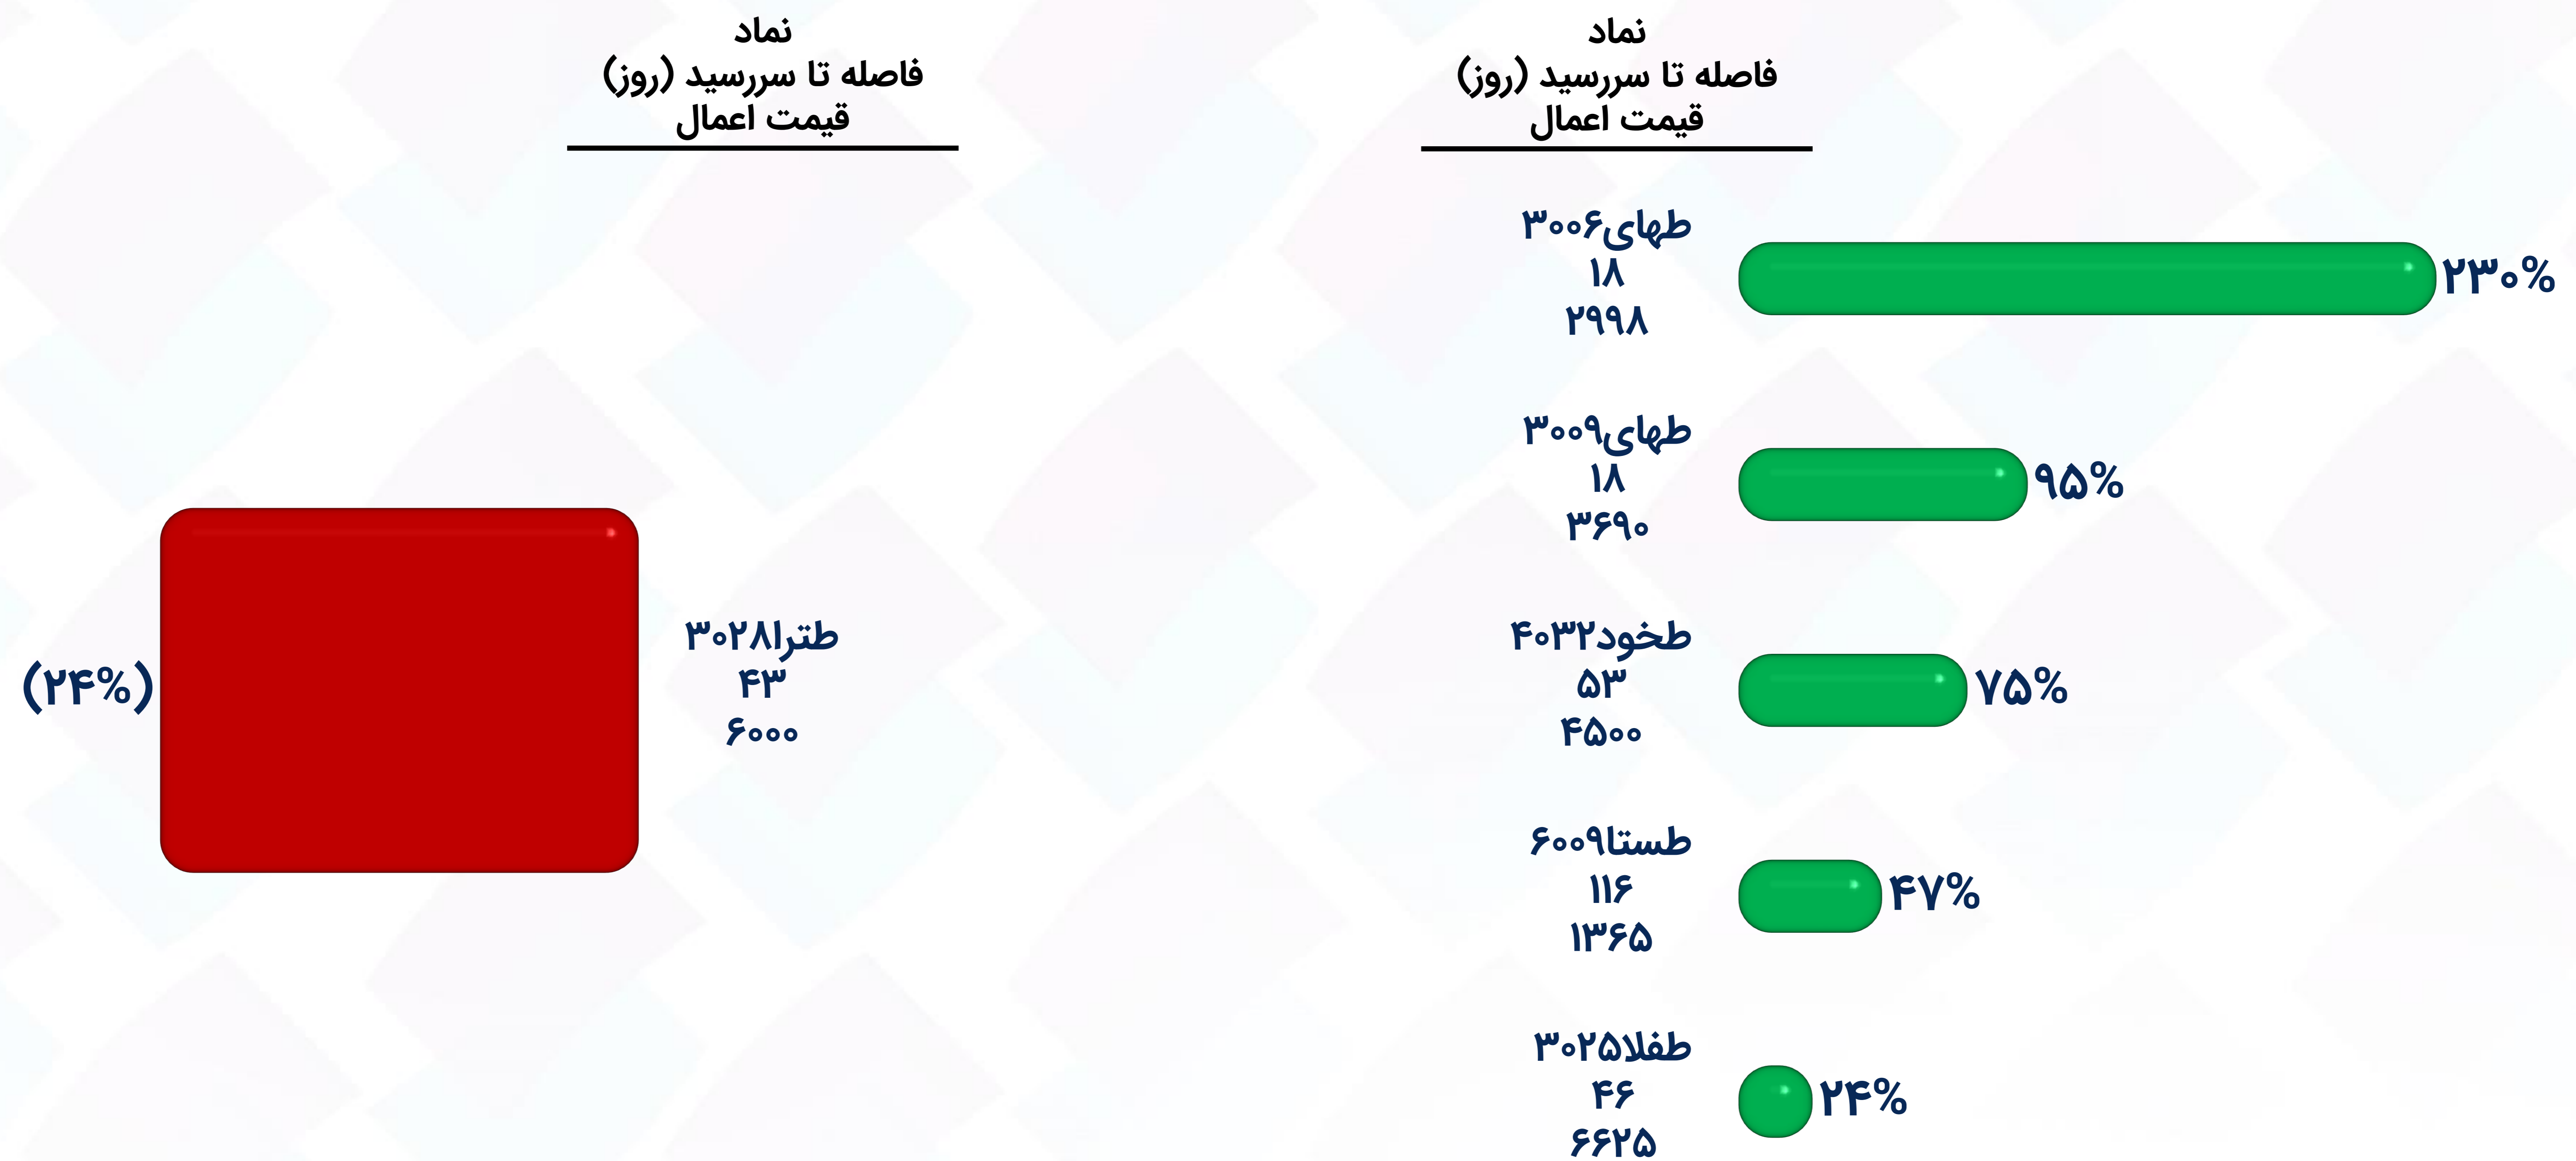 نماد
فاصله تا سررسید (روز)
قیمت اعمال
طهای۳۰۰۶
۱۸
۲۹۹۸
۲۳۰%
طهای۳۰۰۹
۱۸
۳۶۹۰
۹۵%
طخود۴۰۳۲
۵۳
۴۵۰۰
۷۵%
طستا۶۰۰۹
۱۱۶
۱۳۶۵
۴۷%
طفلا۳۰۲۵
۴۶
۶۶۲۵
۲۴%
نماد
فاصله تا سررسید (روز)
قیمت اعمال
طترا۳۰۲۸
۴۳
۶۰۰۰
(۲۴%)